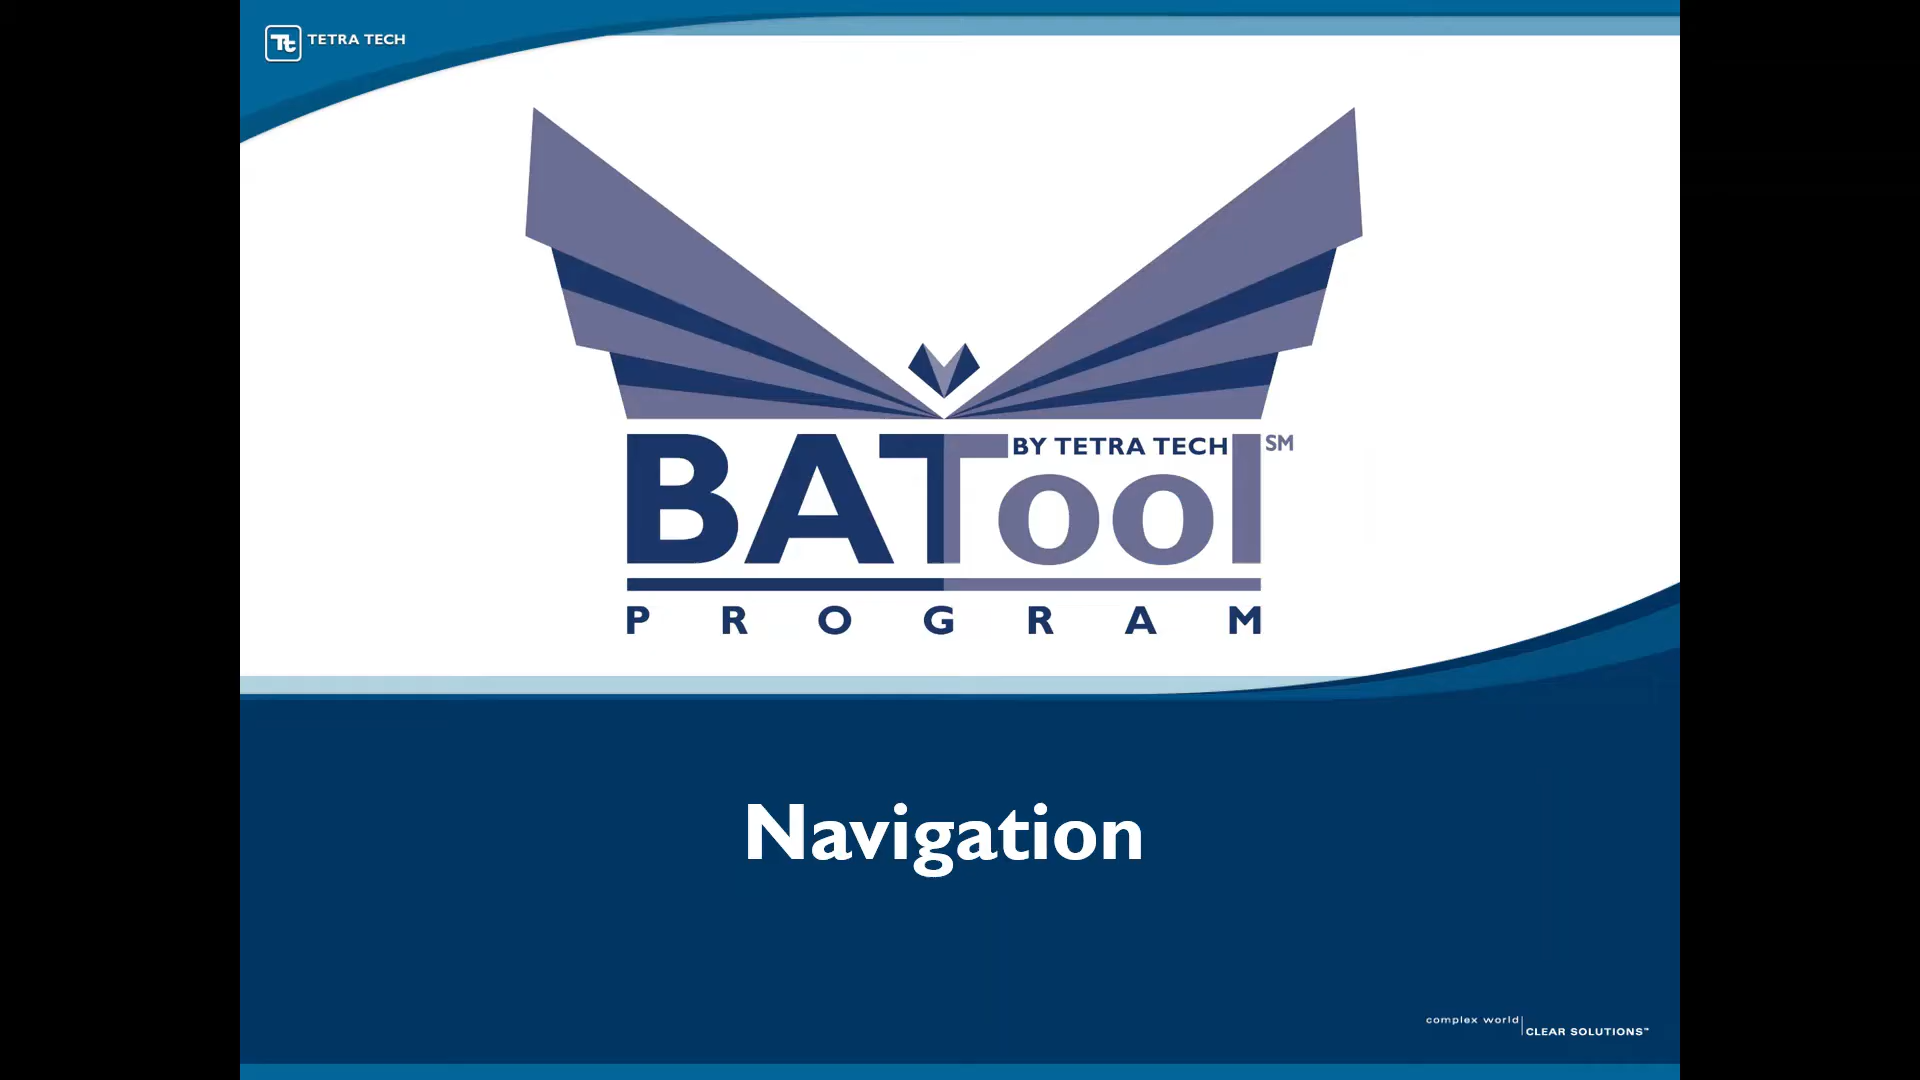 TETRA TECH
BATool BY TETRA TECH SM
PROGRAM
Navigation
complex world
CLEAR SOLUTIONS™